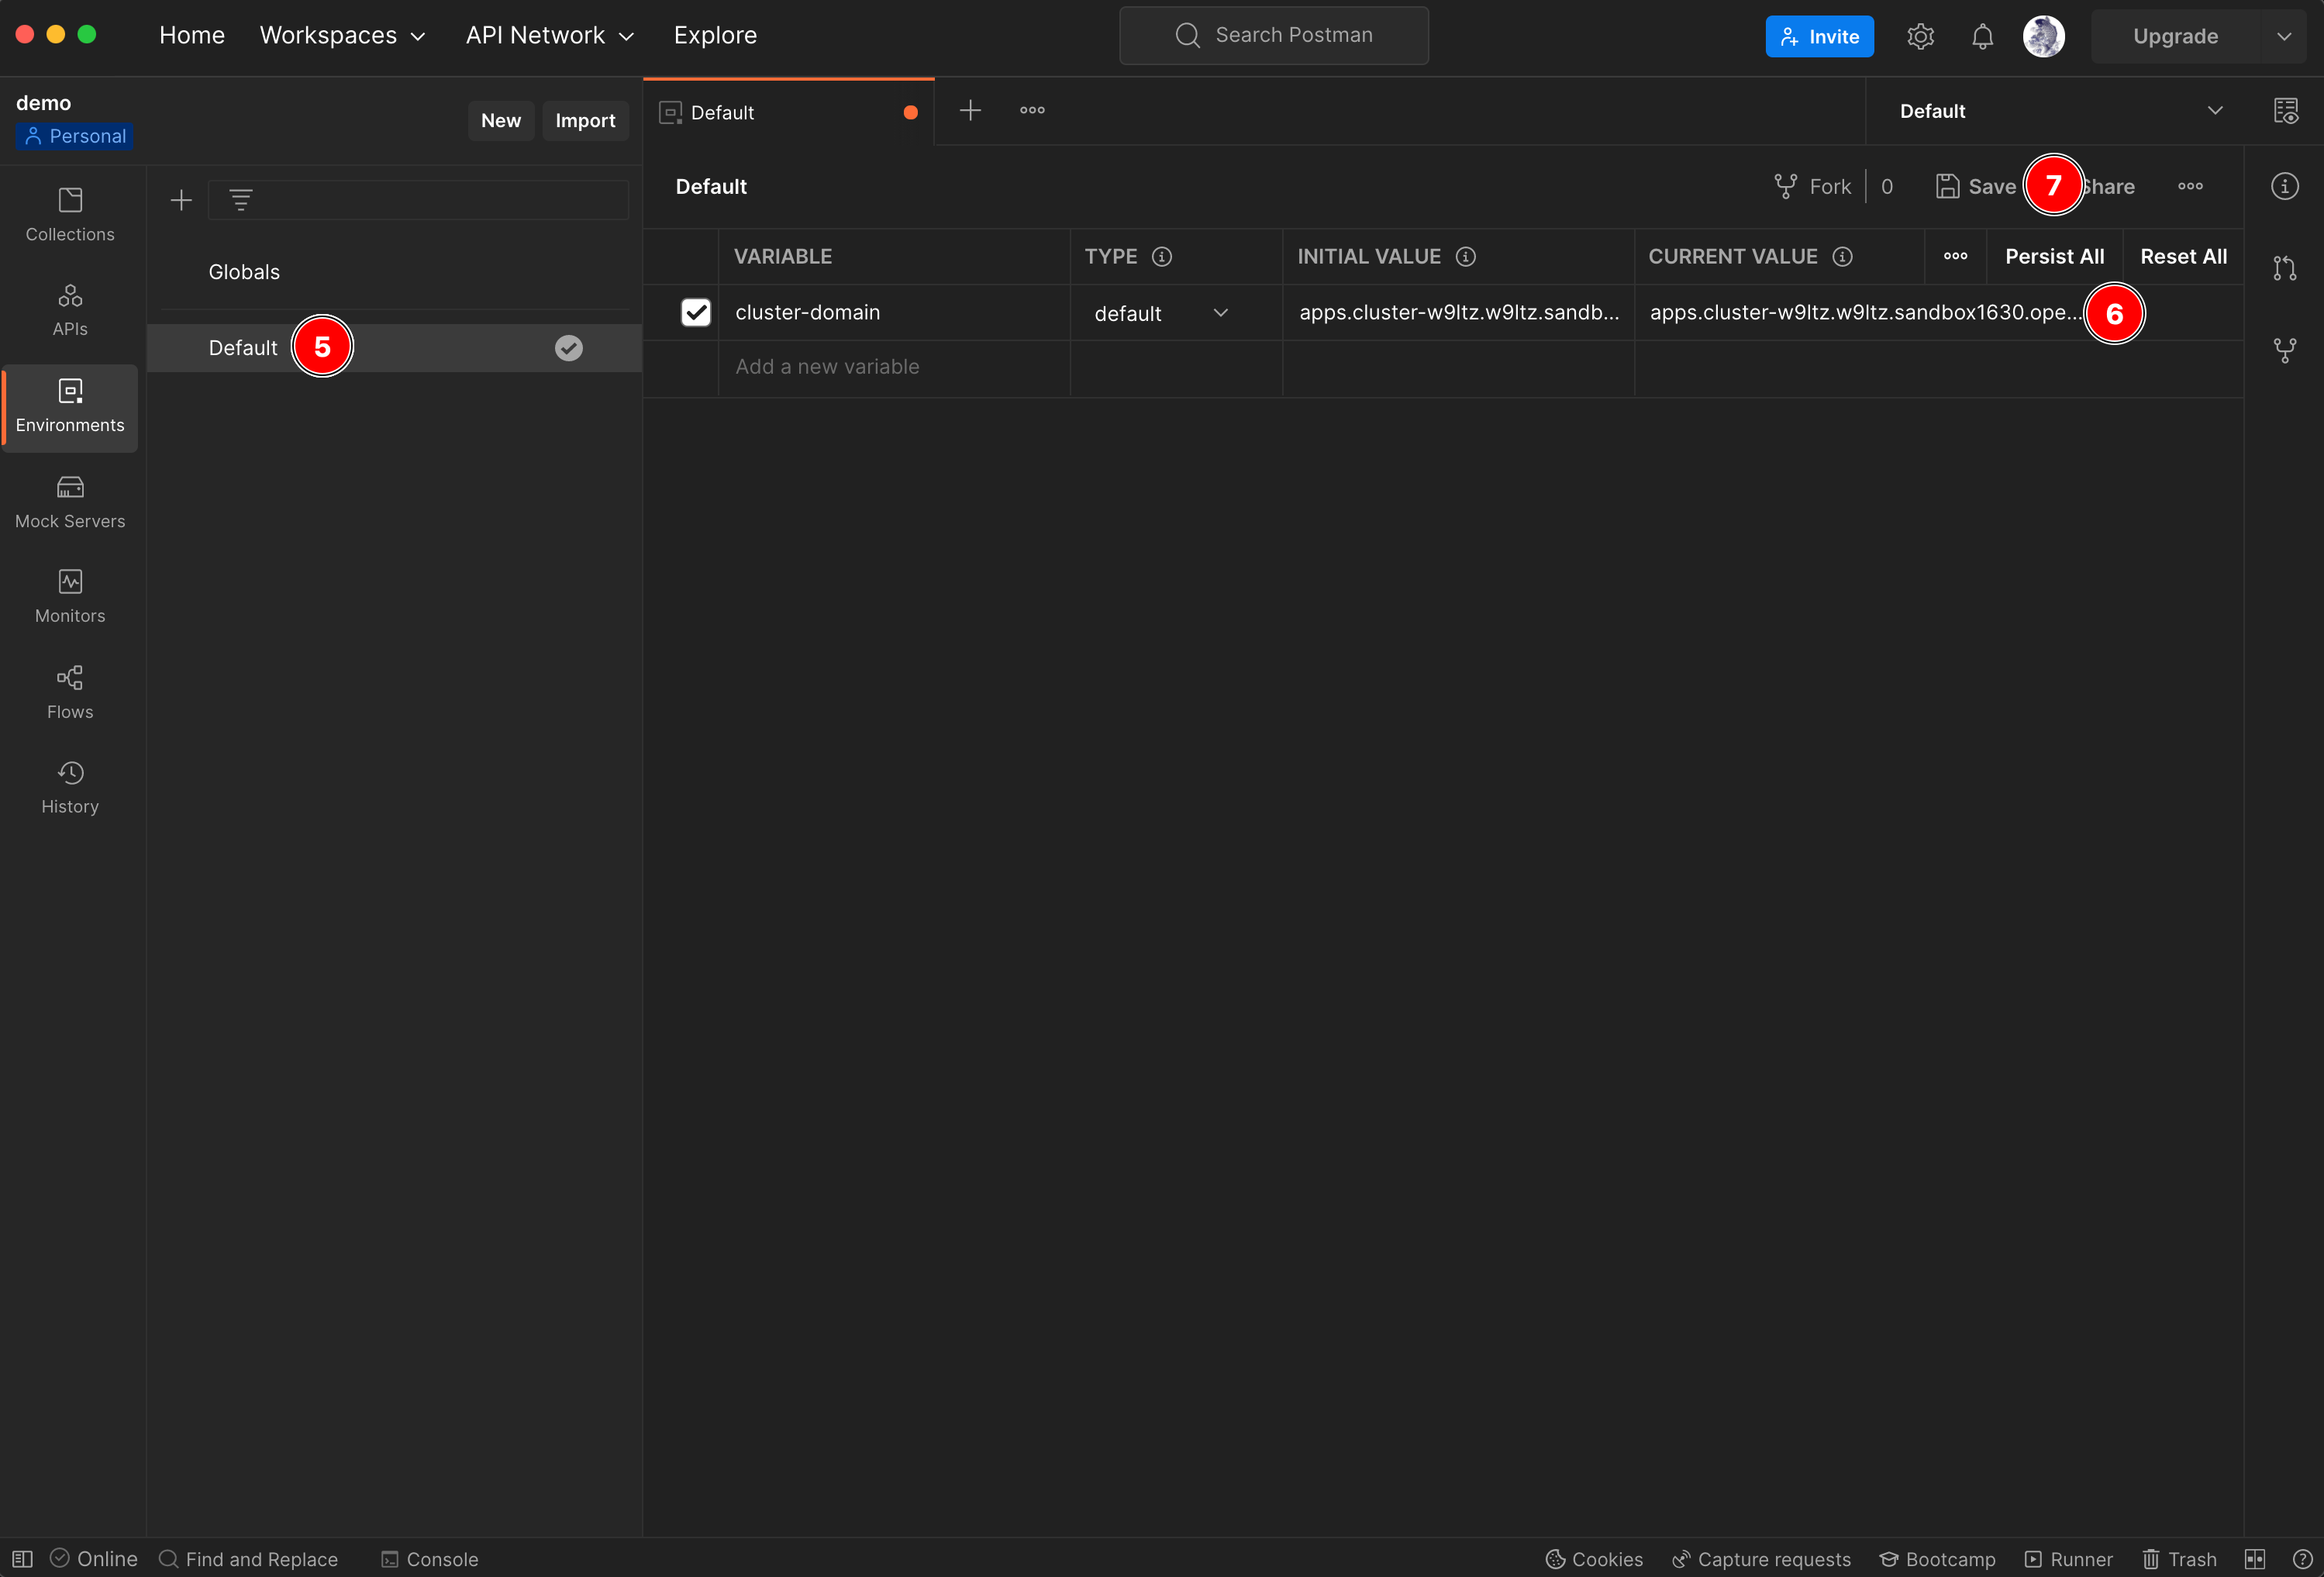 Home Workspaces API Network Explore Search Postman Invite Upgrade
demo
Personal
New Import
Default
Default
Default
Fork 0 Save 7 Share
Collections
APIs
Environments
Mock Servers
Monitors
Flows
History
Globals
Default 5
VARIABLE TYPE INITIAL VALUE CURRENT VALUE Persist All Reset All
cluster-domain default apps.cluster-w9ltz.w9ltz.sandb... apps.cluster-w9ltz.w9ltz.sandbox1630.ope... 6
Add a new variable
Online Find and Replace Console Cookies Capture requests Bootcamp Runner Trash